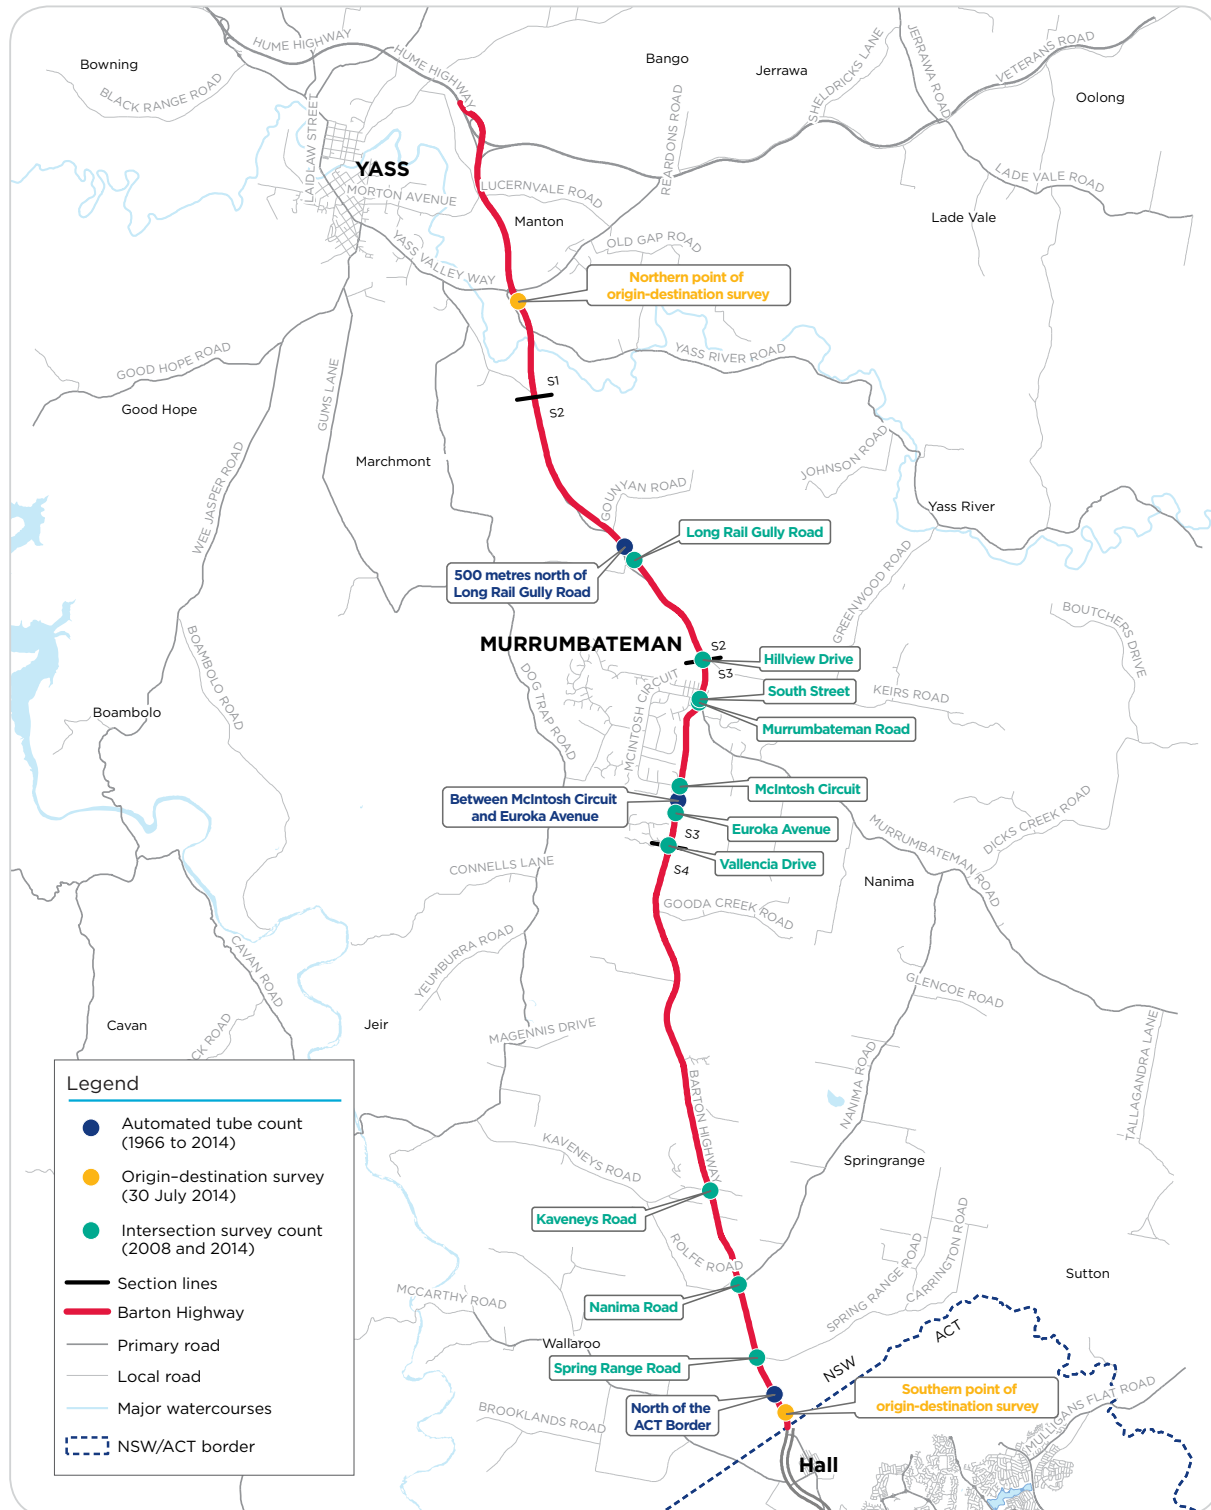 HUME HIGHWAY
HUME HIGHWAY
Bowning
BLACK RANGE ROAD
LAIDLAW STREET
YASS
MORTON AVENUE
YASS VALLEY WAY
LUCERNVALE ROAD
Manton
OLD GAP ROAD
REARDONS ROAD
Bango
Jerrawa
SHELDRICKS LANE
JERRAWA ROAD
VETERANS ROAD
Oolong
LADE VALE ROAD
Lade Vale
Northern point of
origin-destination survey
YASS RIVER ROAD
GOOD HOPE ROAD
Good Hope
GUMS LANE
S1
S2
Marchmont
WEE JASPER ROAD
GOUNYAN ROAD
JOHNSON ROAD
Yass River
Long Rail Gully Road
500 metres north of
Long Rail Gully Road
GREENWOOD ROAD
BOUTCHERS DRIVE
MURRUMBATEMAN
S2
S3
Hillview Drive
South Street
KEIRS ROAD
Murrumbateman Road
MCINTOSH CIRCUIT
DOG TRAP ROAD
BOAMBOLO ROAD
Boambolo
McIntosh Circuit
Between McIntosh Circuit
and Euroka Avenue
Euroka Avenue
S3
S4
Vallencia Drive
MURRUMBATEMAN ROAD
DICKS CREEK ROAD
Nanima
CONNELLS LANE
GOODA CREEK ROAD
YEUMBURRA ROAD
CAVAN ROAD
GLENCOE ROAD
Cavan
CK ROAD
Jeir
MAGENNIS DRIVE
BARTON HIGHWAY
NANIMA ROAD
TALLAGANDRA LANE
Springrange
KAVENEYS ROAD
Kaveneys Road
ROLFE ROAD
Nanima Road
SPRING RANGE ROAD
CARRINGTON ROAD
Sutton
MCCARTHY ROAD
Wallaroo
Spring Range Road
NSW
ACT
North of the
ACT Border
Southern point of
origin-destination survey
BROOKLANDS ROAD
MULLIGANS FLAT ROAD
Hall
Legend
Automated tube count
(1966 to 2014)
Origin–destination survey
(30 July 2014)
Intersection survey count
(2008 and 2014)
Section lines
Barton Highway
Primary road
Local road
Major watercourses
NSW/ACT border